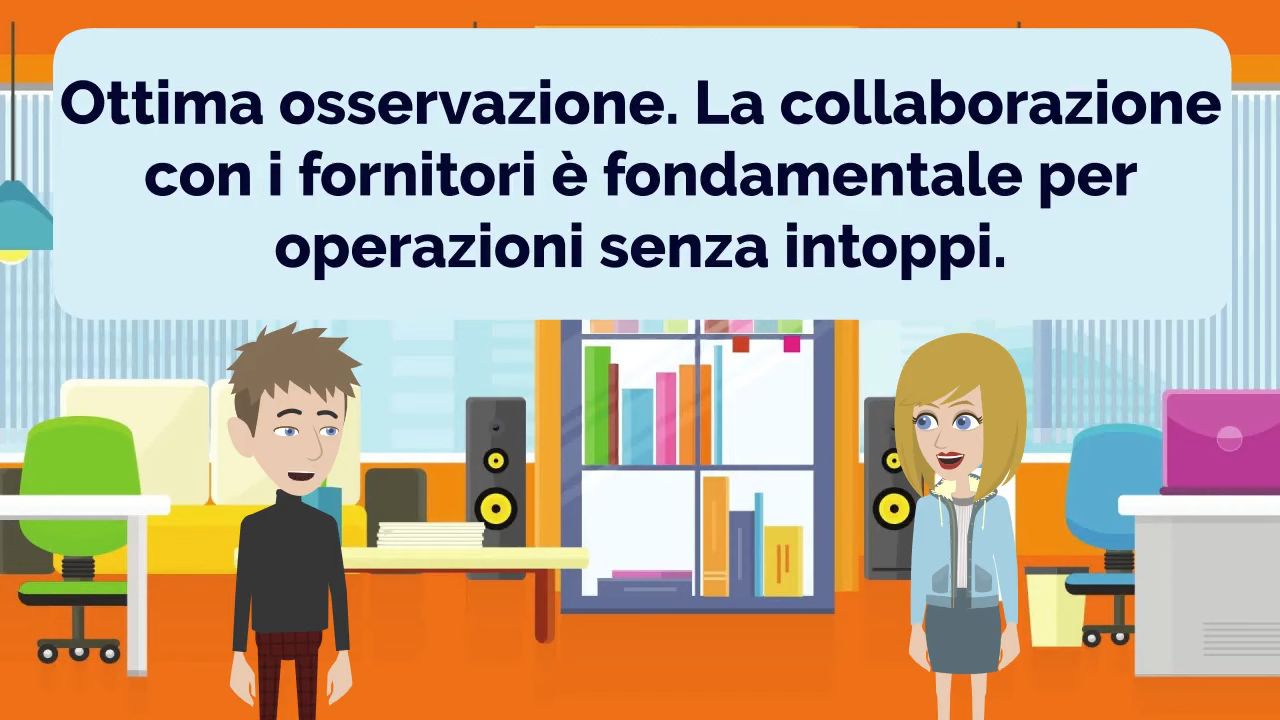 Ottima osservazione. La collaborazione
con i fornitori è fondamentale per
operazioni senza intoppi.